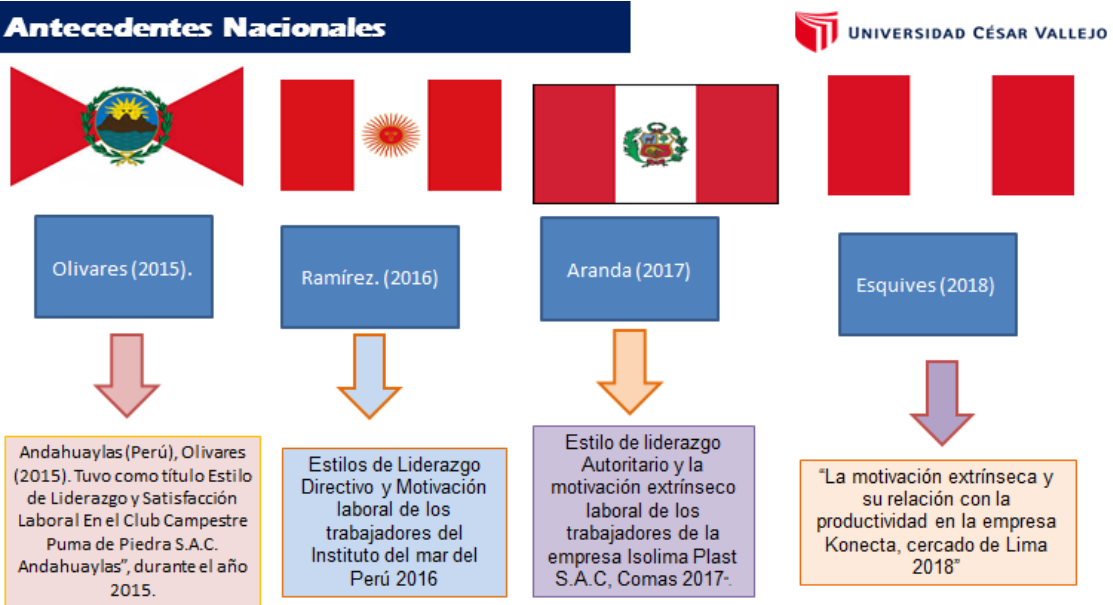 Antecedentes Nacionales
UNIVERSIDAD CÉSAR VALLEJO
Olivares (2015).
Ramírez. (2016)
Aranda (2017)
Esquives (2018)
Andahuaylas (Perú), Olivares
(2015). Tuvo como título Estilo
de Liderazgo y Satisfacción
Laboral En el Club Campestre
Puma de Piedra S.A.C.
Andahuaylas”, durante el año
2015.
Estilos de Liderazgo
Directivo y Motivación
laboral de los
trabajadores del
Instituto del mar del
Perú 2016
Estilo de liderazgo
Autoritario y la
motivación extrínseco
laboral de los
trabajadores de la
empresa Isolima Plast
S.A.C, Comas 2017”.
“La motivación extrínseca y
su relación con la
productividad en la empresa
Konecta, cercado de Lima
2018”